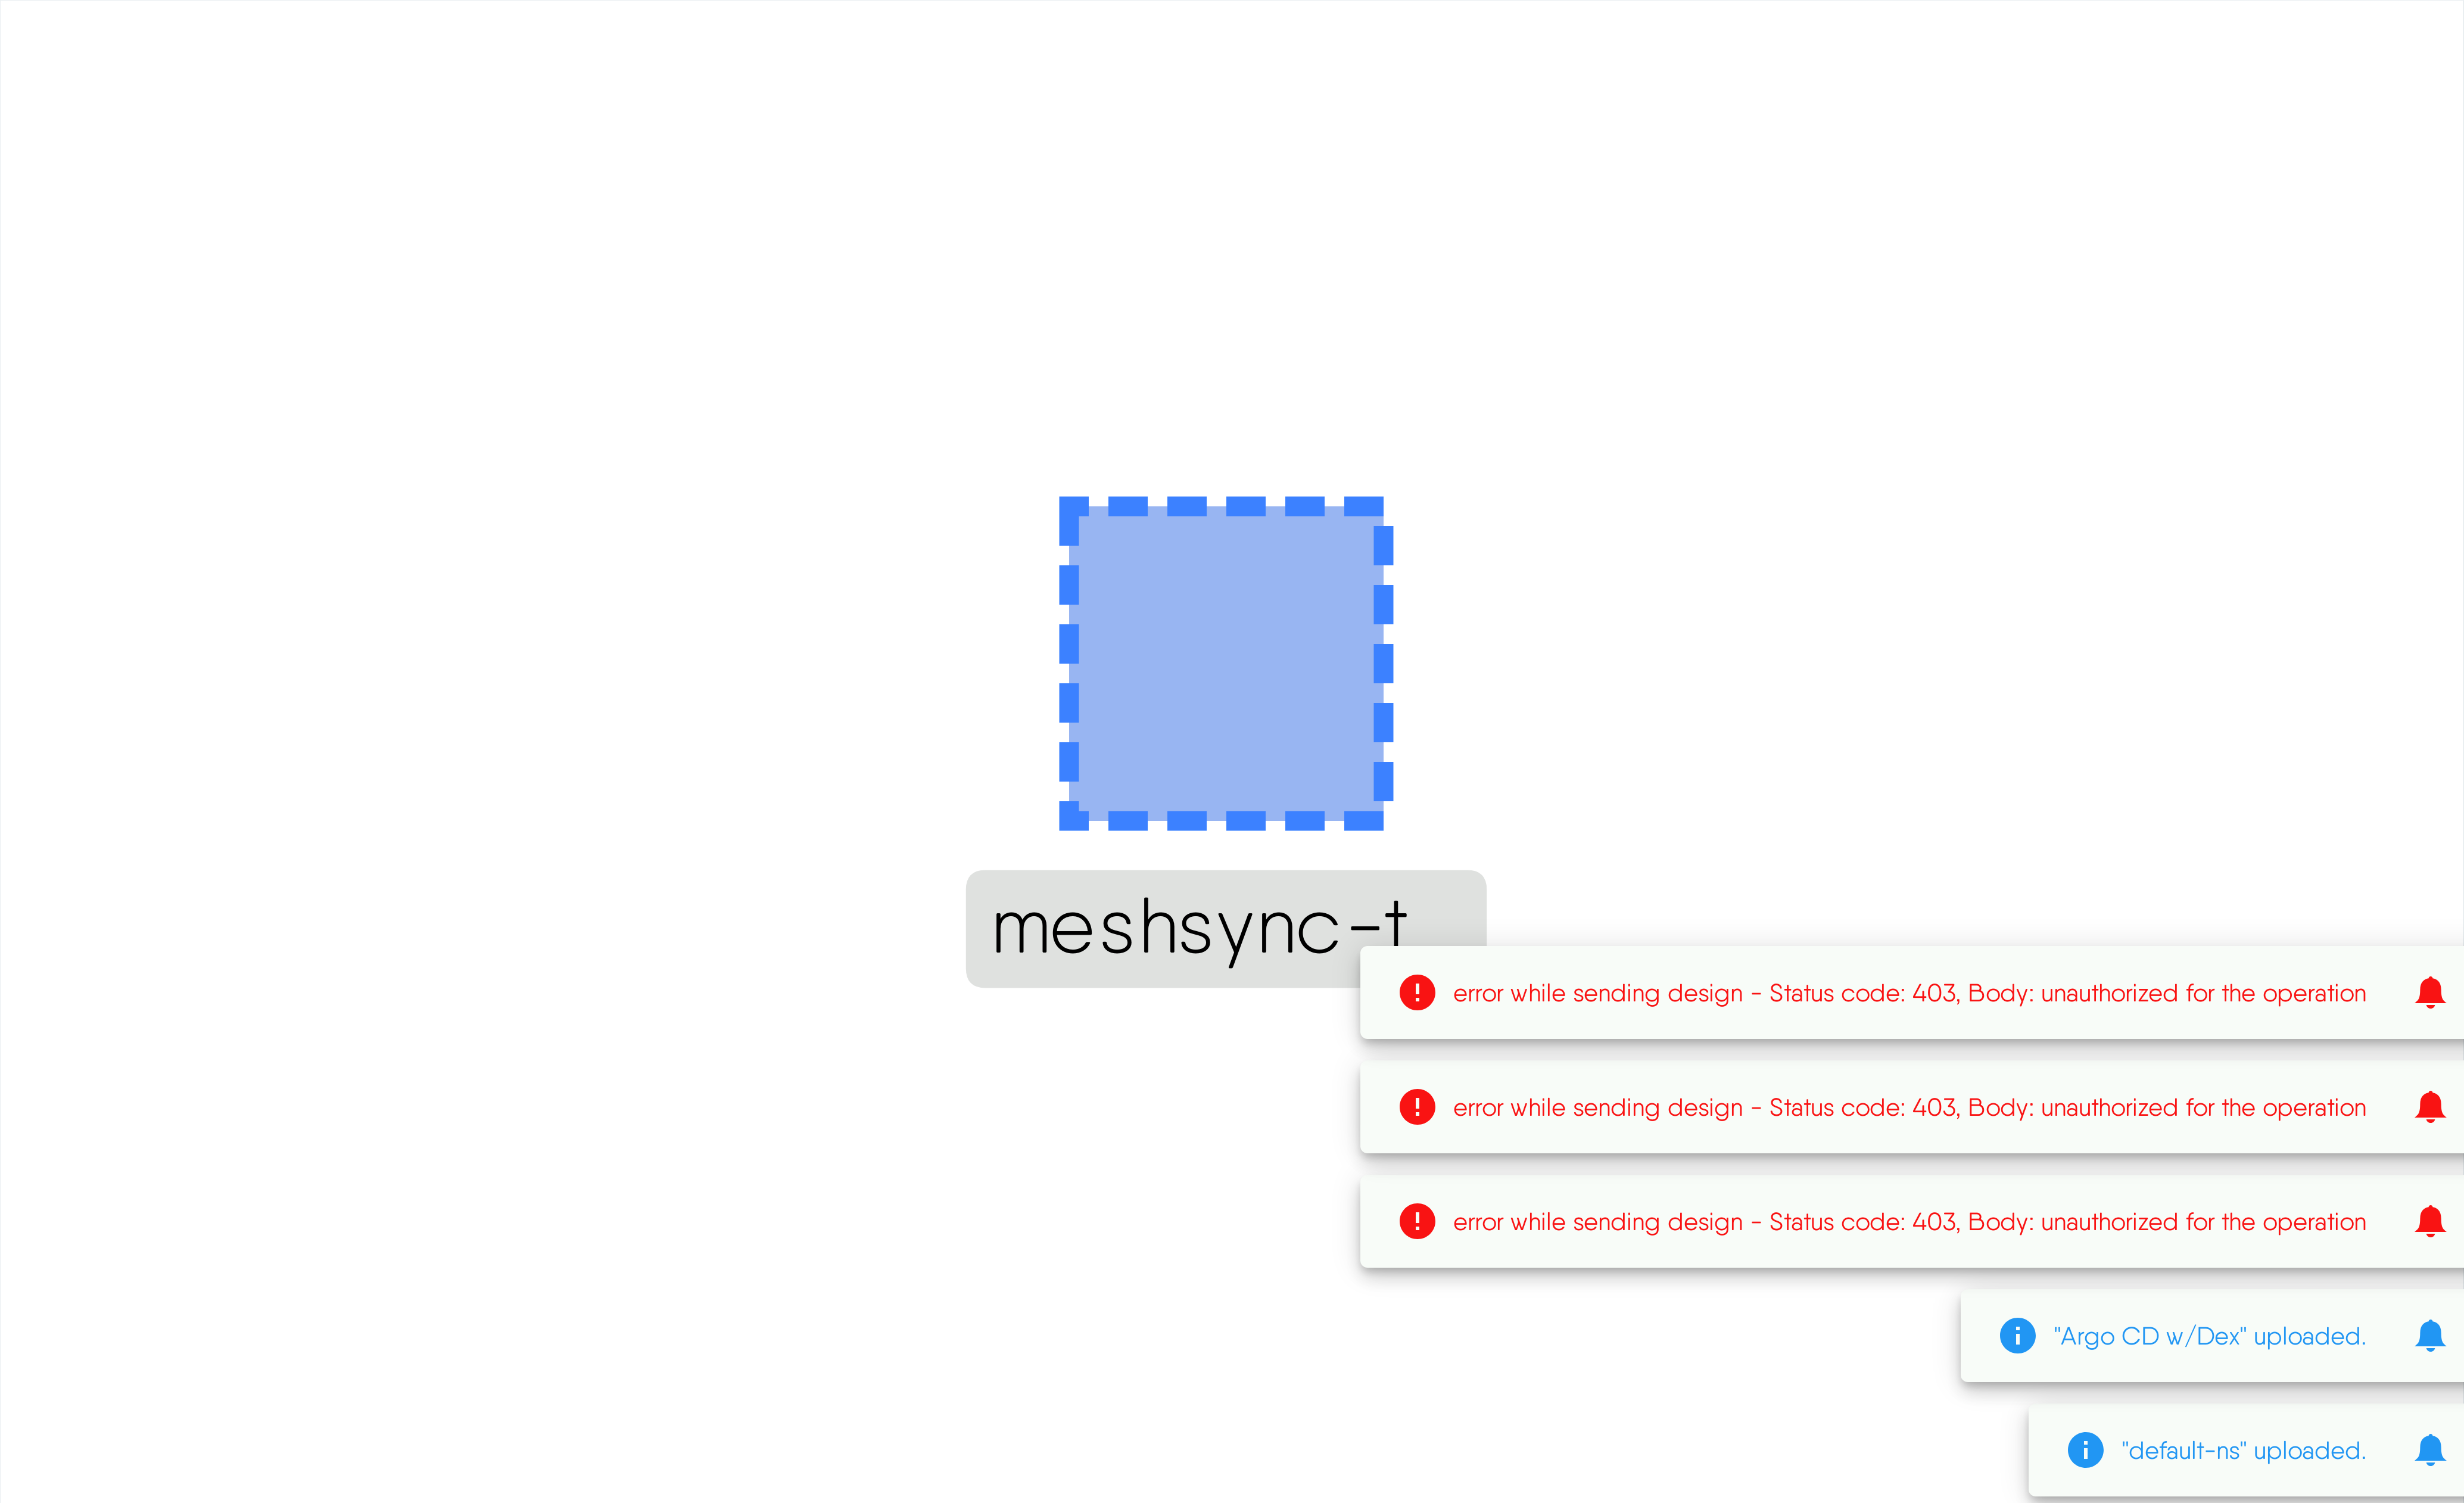 meshsync-t
error while sending design - Status code: 403, Body: unauthorized for the operation
error while sending design - Status code: 403, Body: unauthorized for the operation
error while sending design - Status code: 403, Body: unauthorized for the operation
"Argo CD w/Dex" uploaded.
"default-ns" uploaded.